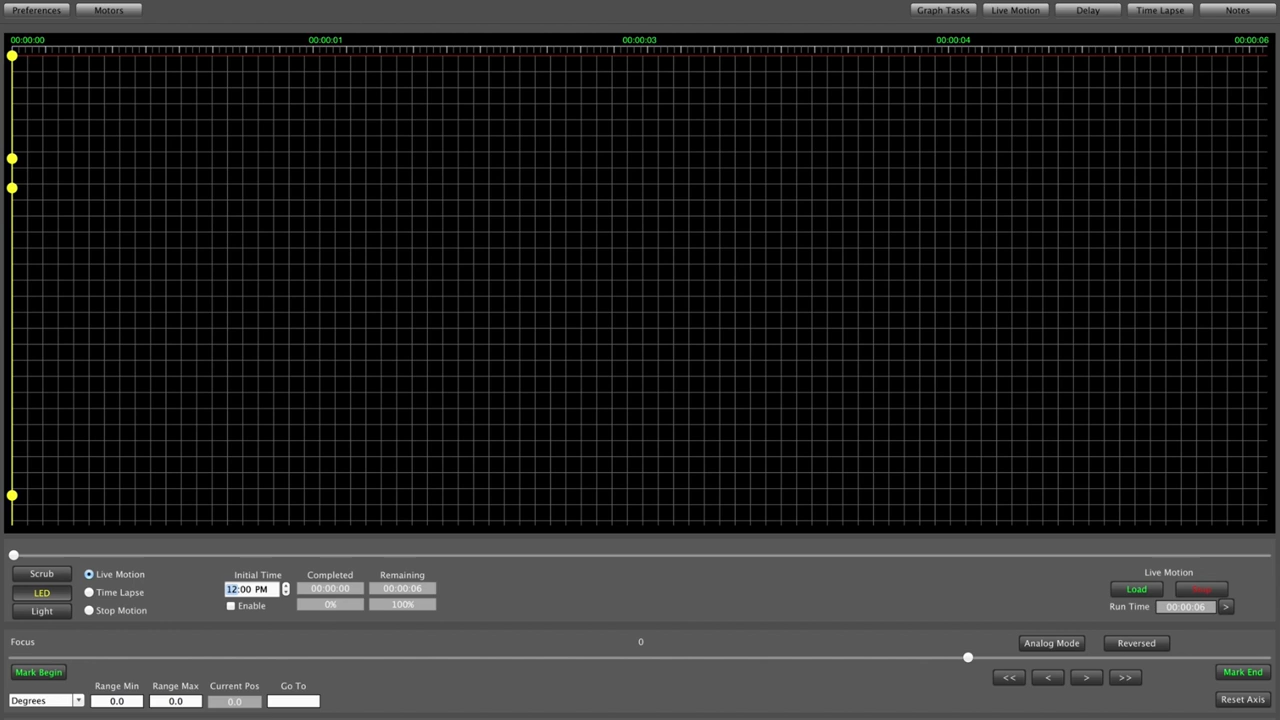 Preferences Motors Graph Tasks Live Motion Delay Time Lapse Notes
00:00:00 00:00:01 00:00:03 00:00:04 00:00:06
Scrub Live Motion Initial Time Completed Remaining Live Motion
LED Time Lapse 12:00 PM 00:00:00 00:00:06 Load
Light Stop Motion Enable 0% 100% Run Time 00:00:06 >
Focus 0 Analog Mode Reversed
Mark Begin << < > >> Mark End
Range Min Range Max Current Pos Go To
Degrees 0.0 0.0 0.0 Reset Axis